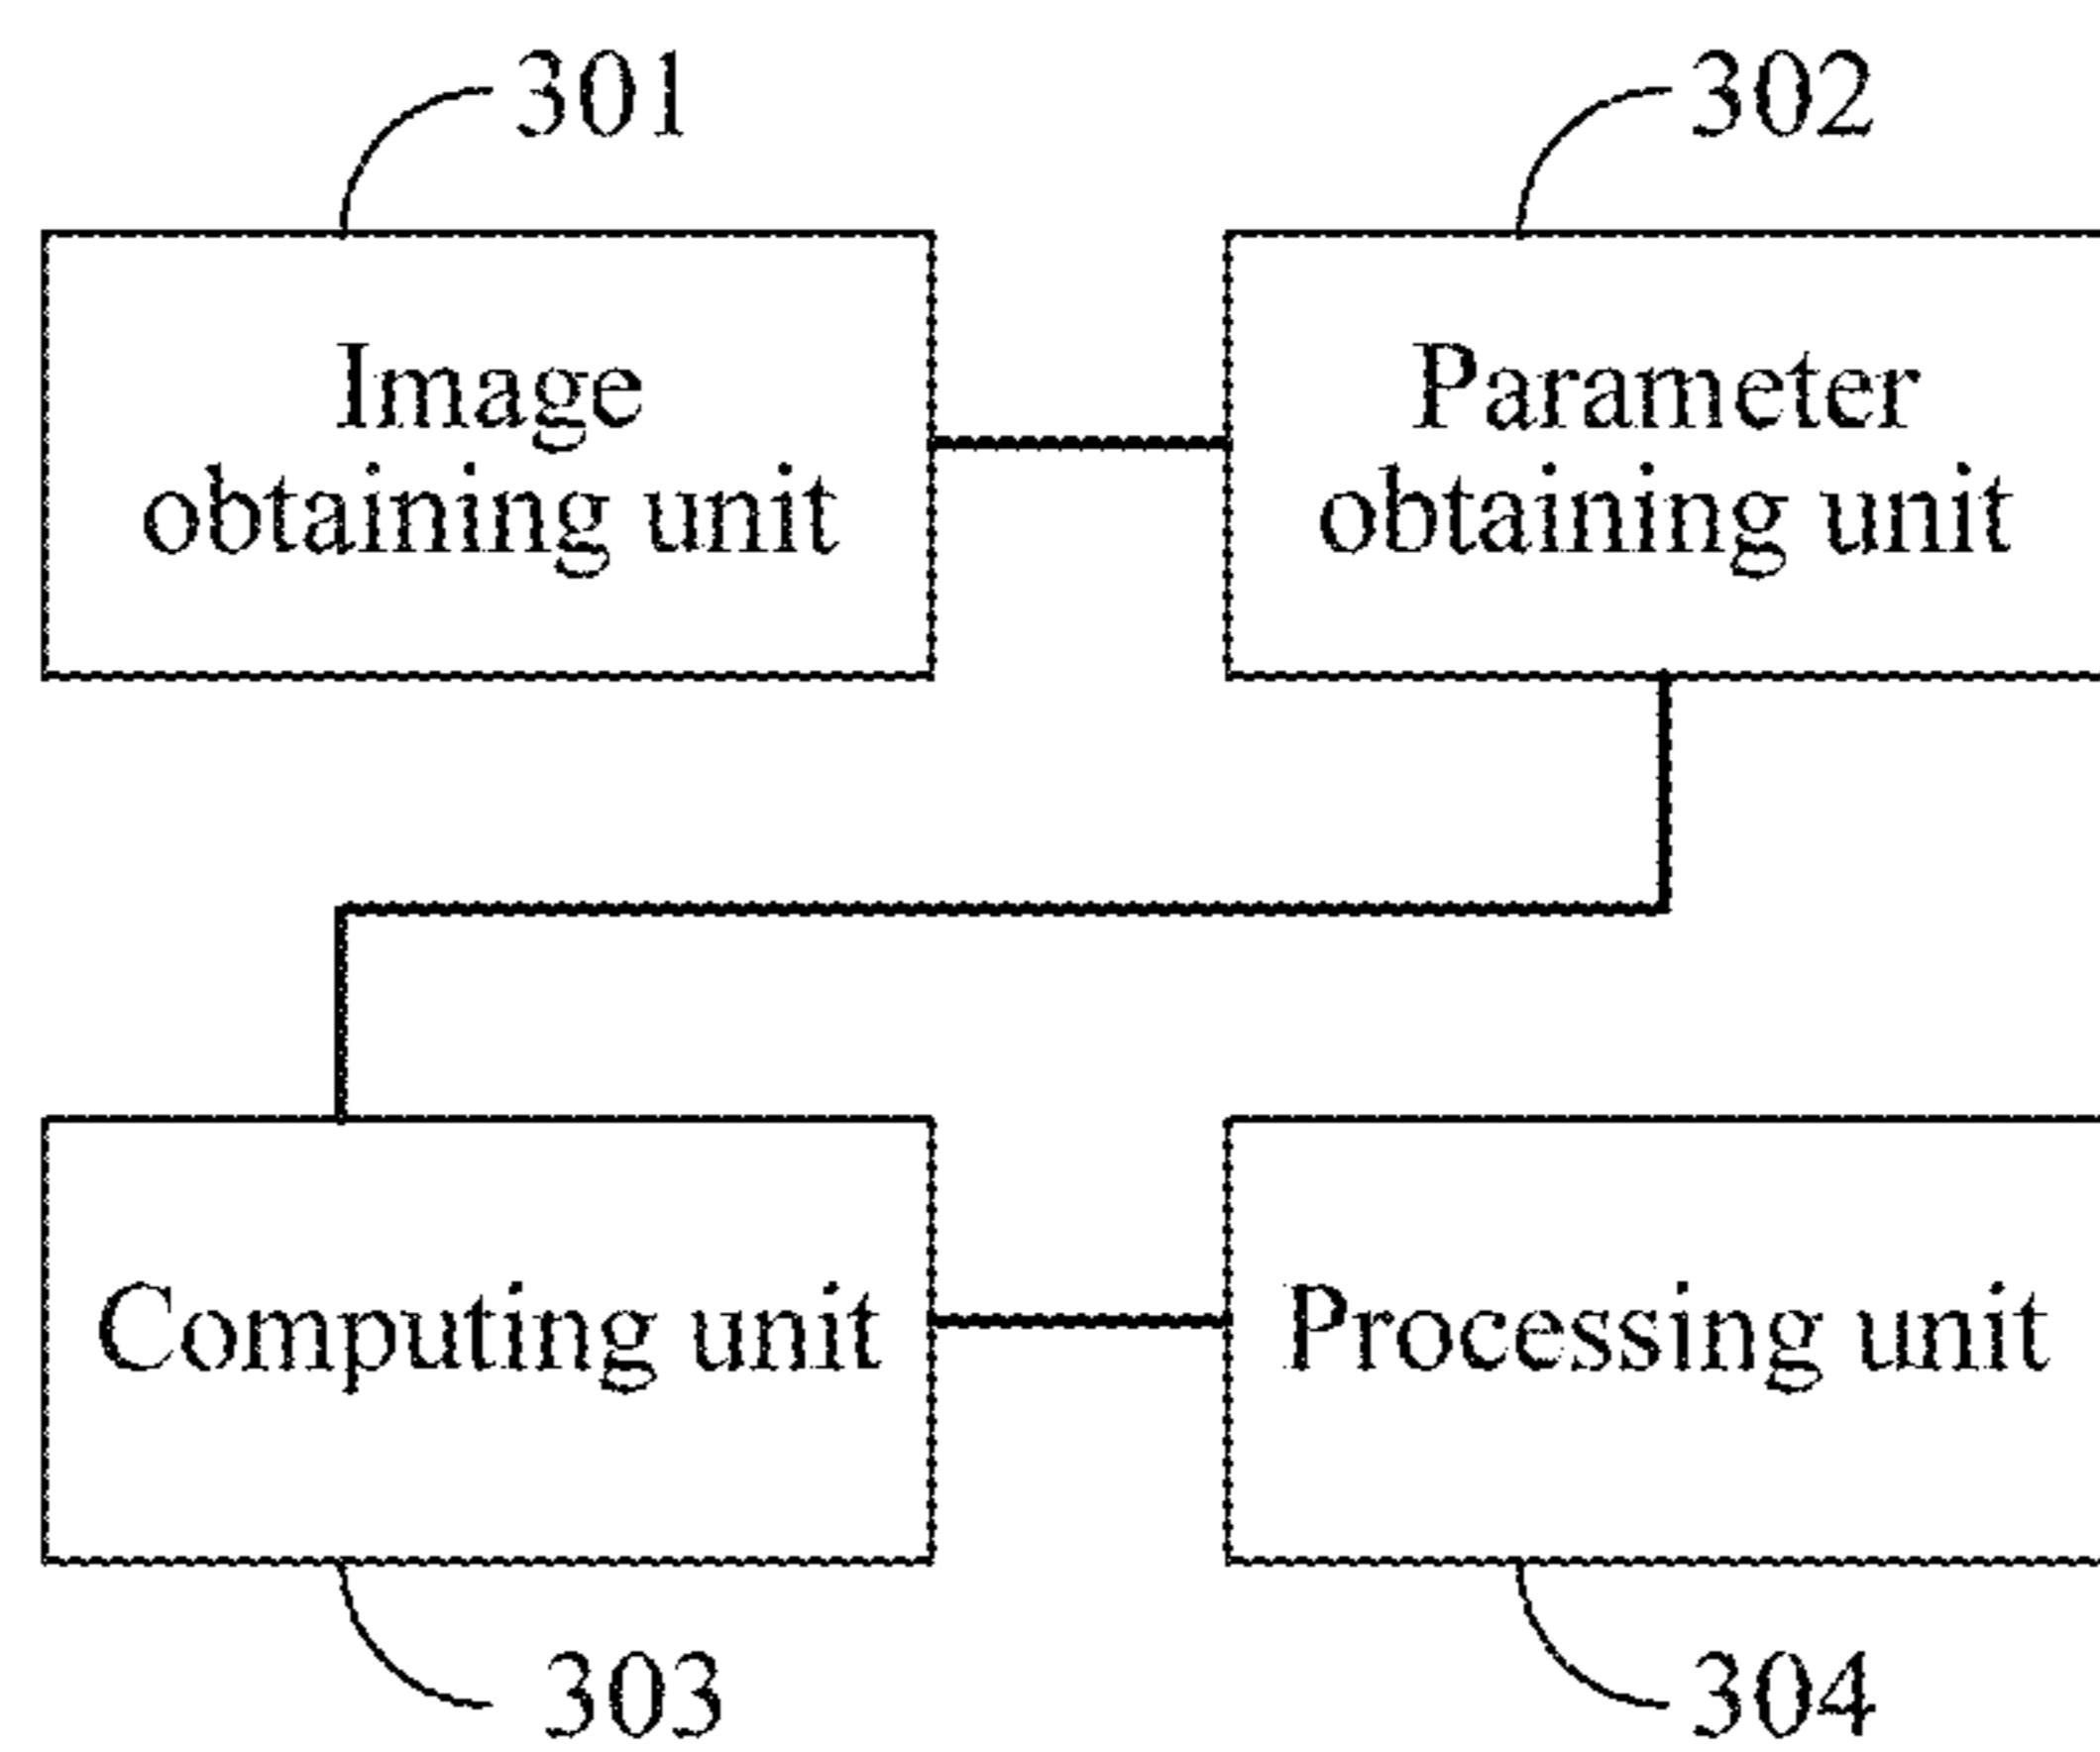 301
302
Image
obtaining unit
Parameter
obtaining unit
Computing unit
Processing unit
303
304